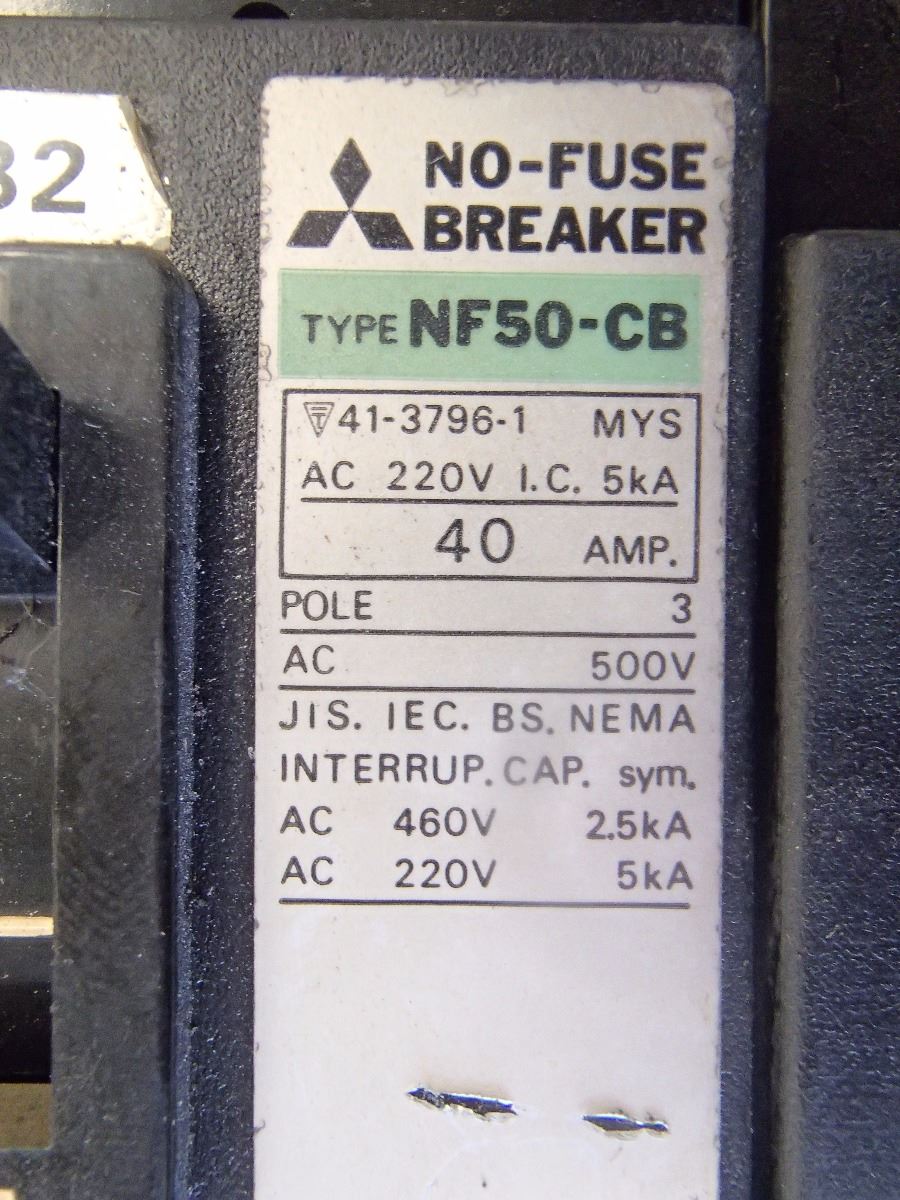 32
NO-FUSE
BREAKER
TYPE NF50-CB
41-3796-1 MYS
AC 220V I.C. 5kA
40 AMP.
POLE 3
AC 500V
JIS. IEC. BS. NEMA
INTERRUP. CAP. sym.
AC 460V 2.5kA
AC 220V 5kA